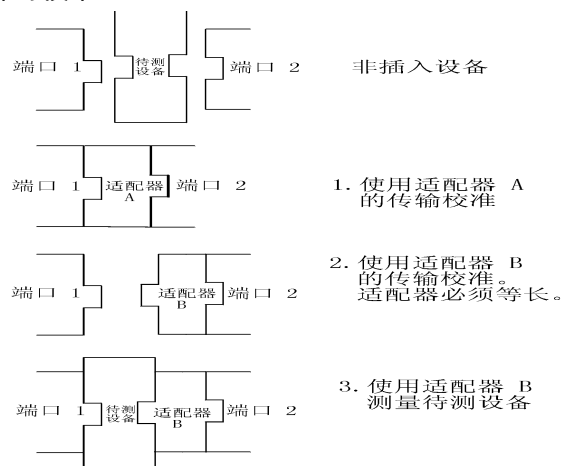 端口 1
待测
设备
端口 2
非插入设备
端口 1
适配器
A
端口 2
1. 使用适配器 A
的传输校准
端口 1
适配器
B
端口 2
2. 使用适配器 B
的传输校准。
适配器必须等长。
端口 1
待测
设备
适配器
B
端口 2
3. 使用适配器 B
测量待测设备